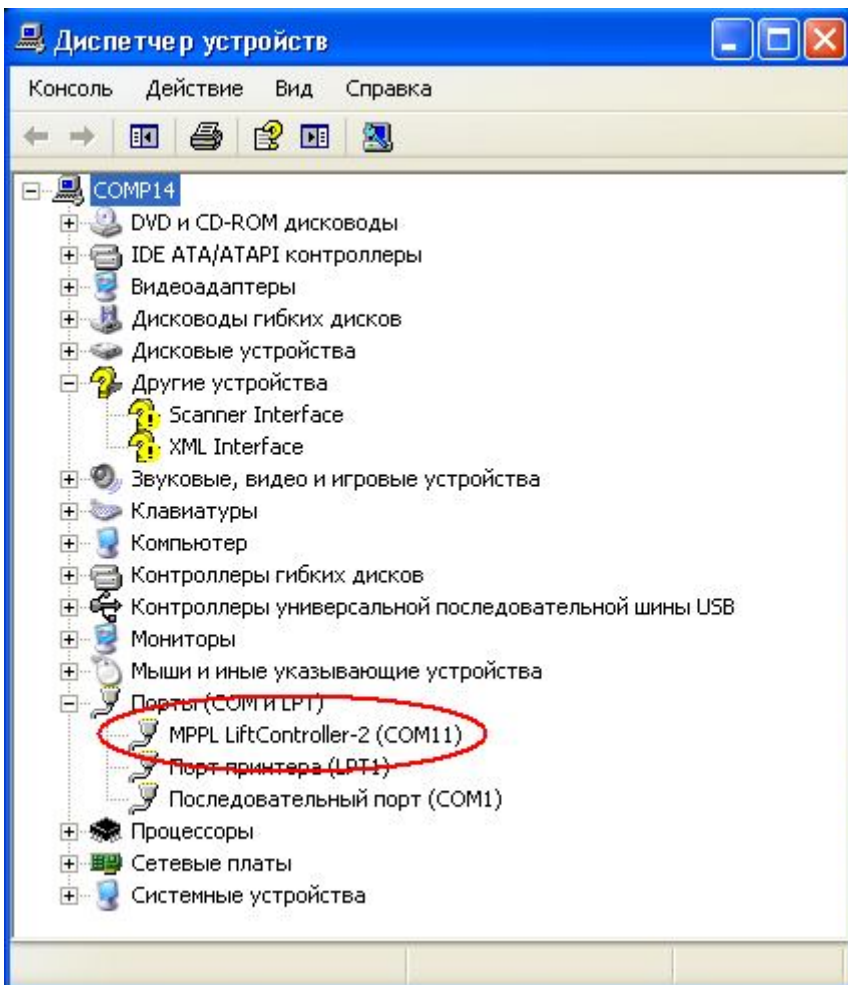 Диспетчер устройств
Консоль Действие Вид Справка
COMP14
DVD и CD-ROM дисководы
IDE ATA/ATAPI контроллеры
Видеоадаптеры
Дисководы гибких дисков
Дисковые устройства
Другие устройства
Scanner Interface
XML Interface
Звуковые, видео и игровые устройства
Клавиатуры
Компьютер
Контроллеры гибких дисков
Контроллеры универсальной последовательной шины USB
Мониторы
Мыши и иные указывающие устройства
Порты (COM и LPT)
MPPL LiftController-2 (COM11)
Порт принтера (LPT1)
Последовательный порт (COM1)
Процессоры
Сетевые платы
Системные устройства